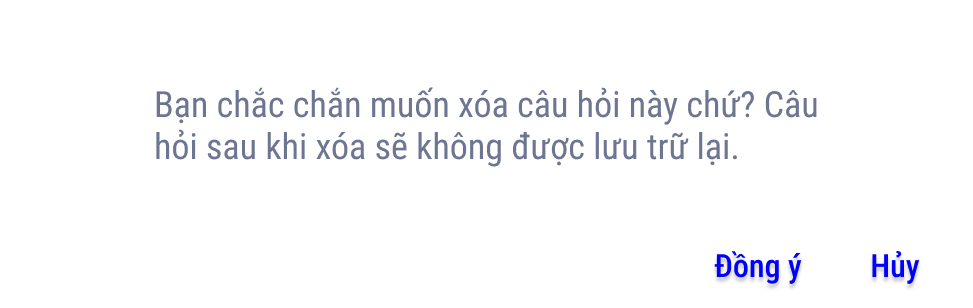 Bạn chắc chắn muốn xóa câu hỏi này chứ? Câu
hỏi sau khi xóa sẽ không được lưu trữ lại.
Đồng ý Hủy